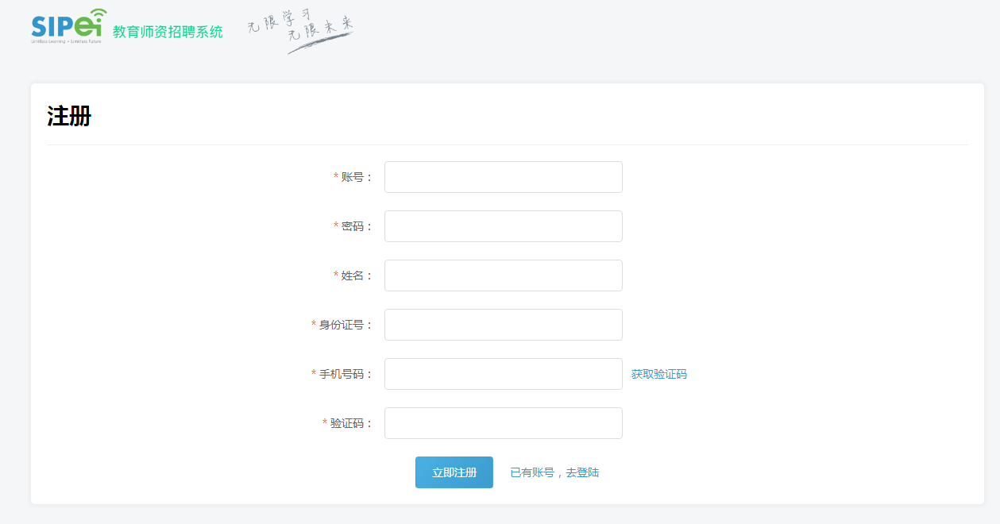 SIPei
Limitless Learning • Limitless Future
教育师资招聘系统
无限学习
无限未来
注册
* 账号：
* 密码：
* 姓名：
* 身份证号：
* 手机号码：
获取验证码
* 验证码：
立即注册
已有账号，去登陆